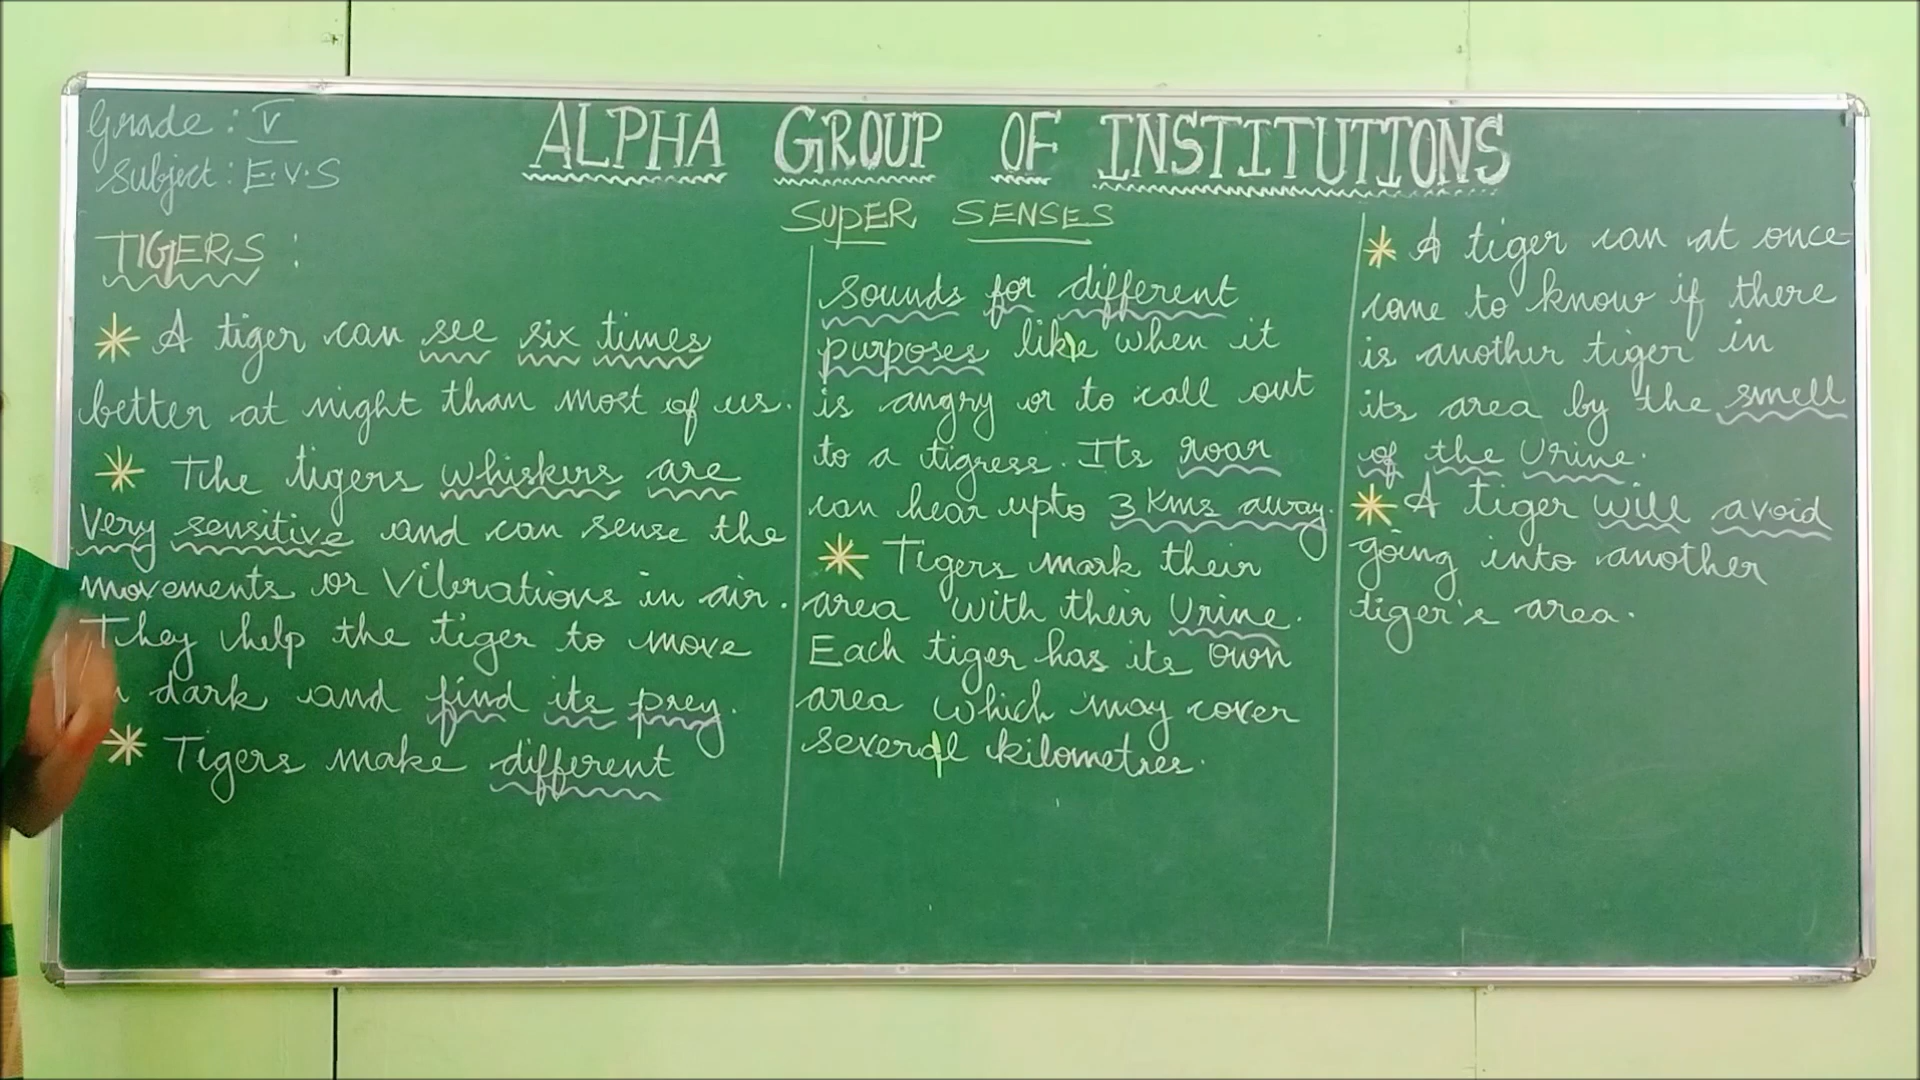 Grade : V
Subject : E.V.S
ALPHA GROUP OF INSTITUTIONS
SUPER SENSES
TIGERS :
* A tiger can see six times
better at night than most of us.
* The tigers whiskers are
very sensitive and can sense the
movements or Vibrations in air.
They help the tiger to move
dark and find its prey.
* Tigers make different
sounds for different
purposes like when it
is angry or to call out
to a tigress. Its roar
can hear upto 3 Kms away.
* Tigers mark their
area with their Urine.
Each tiger has its own
area which may cover
several kilometres.
* A tiger can at once
come to know if there
is another tiger in
its area by the smell
of the Urine.
* A tiger will avoid
going into another
tiger's area.